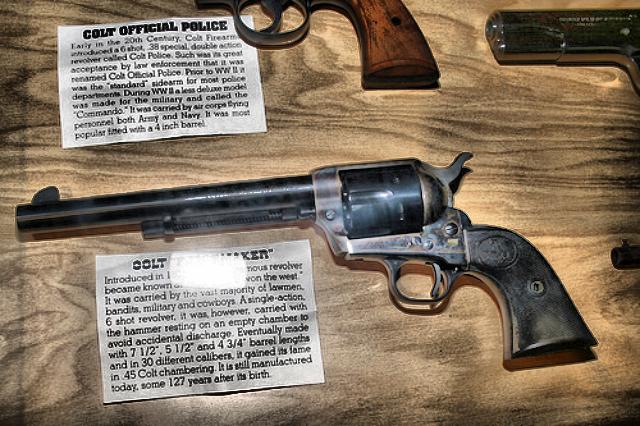 COLT OFFICIAL POLICE
Early in the 20th Century, Colt Firearms
introduced a 6 shot, .38 special, double action
revolver called Colt Police. Such was its great
acceptance by law enforcement that it was
renamed Colt Official Police. Prior to WW II it
was the "standard" sidearm for most police
departments. During WW II a less deluxe model
was made for the military and called the
"Commando." It was carried by air corps flying
personnel both Army and Navy. It was most
popular fitted with a 4 inch barrel.
COLT
Introduced in revolver
became known won the west."
It was carried by the vast majority of lawmen,
bandits, military and cowboys. A single-action,
6 shot revolver, it was, however, carried with
the hammer resting on an empty chamber to
avoid accidental discharge. Eventually made
with 7 1/2", 5 1/2" and 4 3/4" barrel lengths
and in 30 different calibers, it gained its fame
in .45 Colt chambering. It is still manufactured
today, some 127 years after its birth.